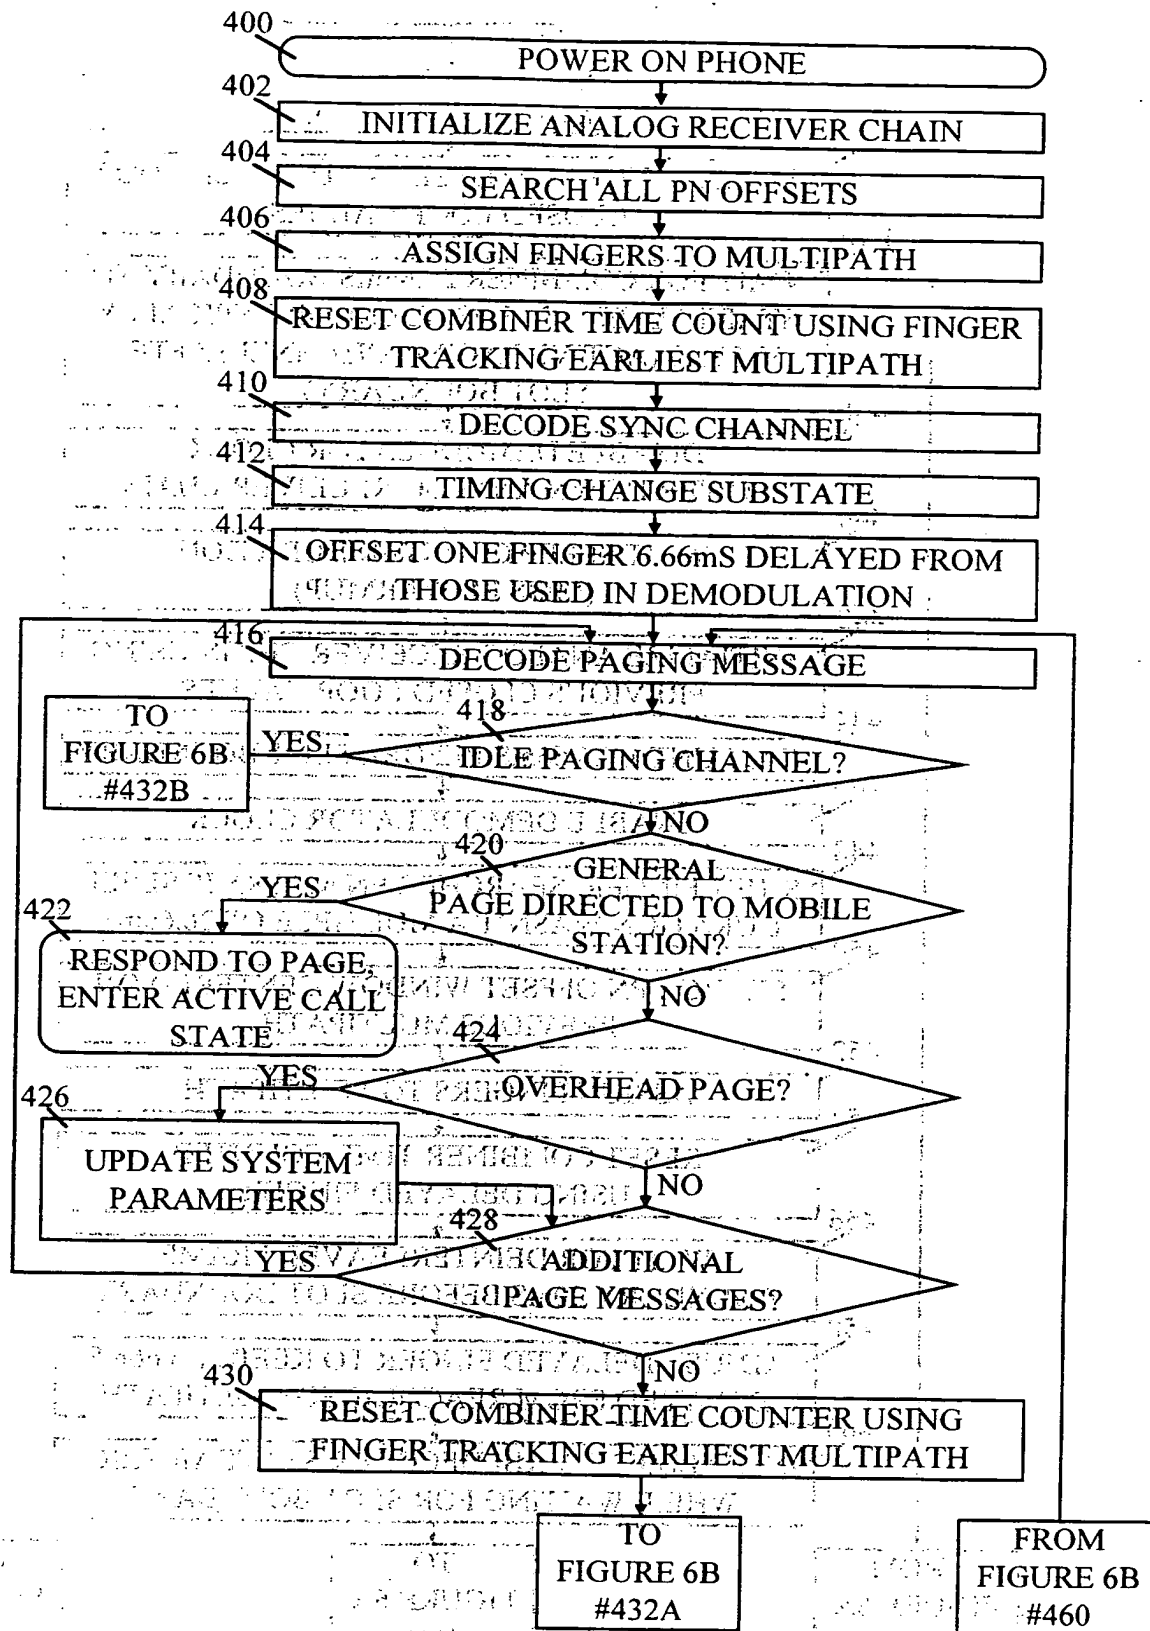 400
POWER ON PHONE
402
INITIALIZE ANALOG RECEIVER CHAIN
404
SEARCH ALL PN OFFSETS
406
ASSIGN FINGERS TO MULTIPATH
408
RESET COMBINER TIME COUNT USING FINGER
TRACKING EARLIEST MULTIPATH
410
DECODE SYNC CHANNEL
412
TIMING CHANGE SUBSTATE
414
OFFSET ONE FINGER 6.66mS DELAYED FROM
THOSE USED IN DEMODULATION
416
DECODE PAGING MESSAGE
TO
FIGURE 6B
#432B
YES
418
IDLE PAGING CHANNEL?
NO
420
GENERAL
PAGE DIRECTED TO MOBILE
STATION?
YES
422
RESPOND TO PAGE,
ENTER ACTIVE CALL
STATE
NO
424
OVERHEAD PAGE?
YES
426
UPDATE SYSTEM
PARAMETERS
NO
428
ADDITIONAL
PAGE MESSAGES?
YES
NO
430
RESET COMBINER TIME COUNTER USING
FINGER TRACKING EARLIEST MULTIPATH
TO
FIGURE 6B
#432A
FROM
FIGURE 6B
#460